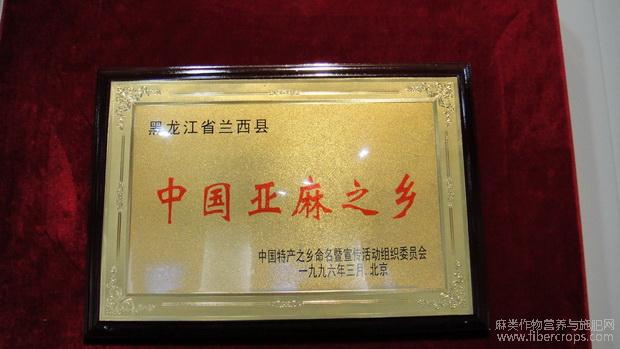 黑龙江省兰西县
中国亚麻之乡
中国特产之乡命名暨宣传活动组织委员会
一九九六年三月.北京
麻类作物营养与施肥网
www.fibercrops.com